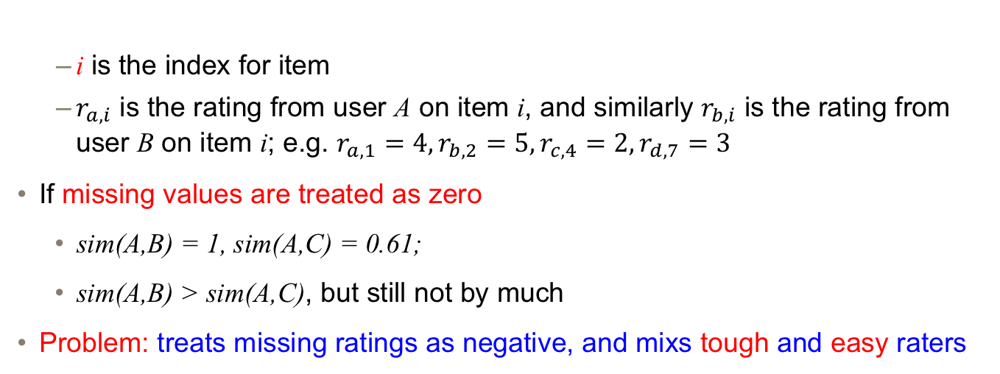 – i is the index for item
– r_{a,i} is the rating from user A on item i, and similarly r_{b,i} is the rating from
user B on item i; e.g. r_{a,1} = 4, r_{b,2} = 5, r_{c,4} = 2, r_{d,7} = 3
• If missing values are treated as zero
• sim(A,B) = 1, sim(A,C) = 0.61;
• sim(A,B) > sim(A,C), but still not by much
• Problem: treats missing ratings as negative, and mixs tough and easy raters